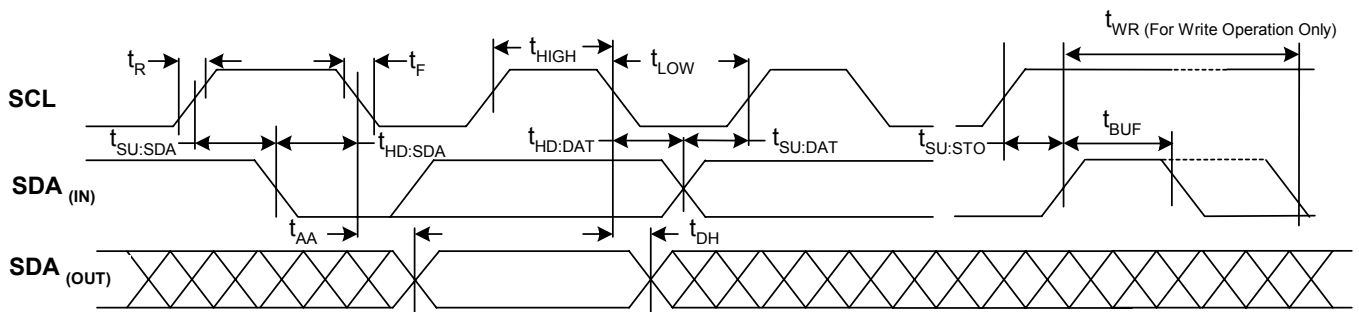 tWR (For Write Operation Only)
tR
tF
tHIGH
tLOW
SCL
tSU:SDA
tHD:SDA
tHD:DAT
tSU:DAT
tSU:STO
tBUF
SDA (IN)
tAA
tDH
SDA (OUT)